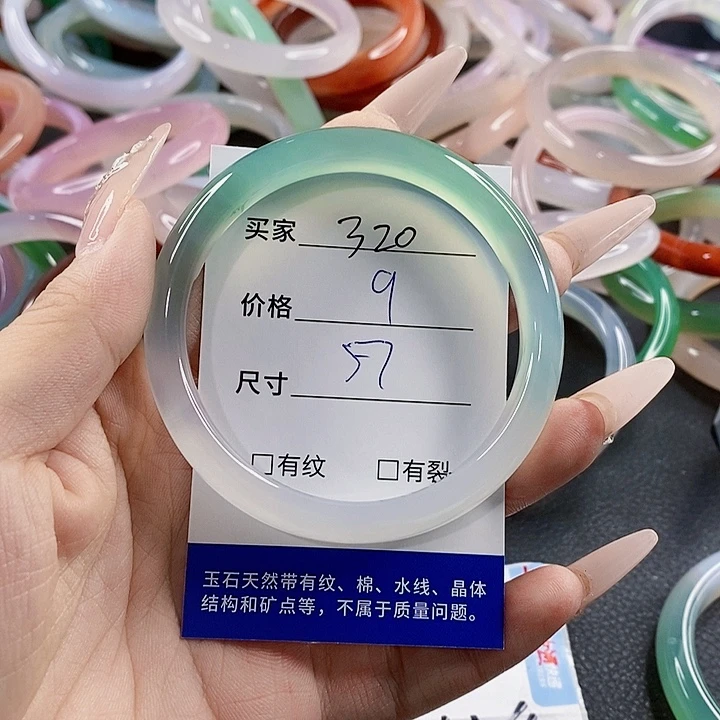 买家 320
价格 9
尺寸 57
□有纹 □有裂
玉石天然带有纹、棉、水线、晶体
结构和矿点等，不属于质量问题。